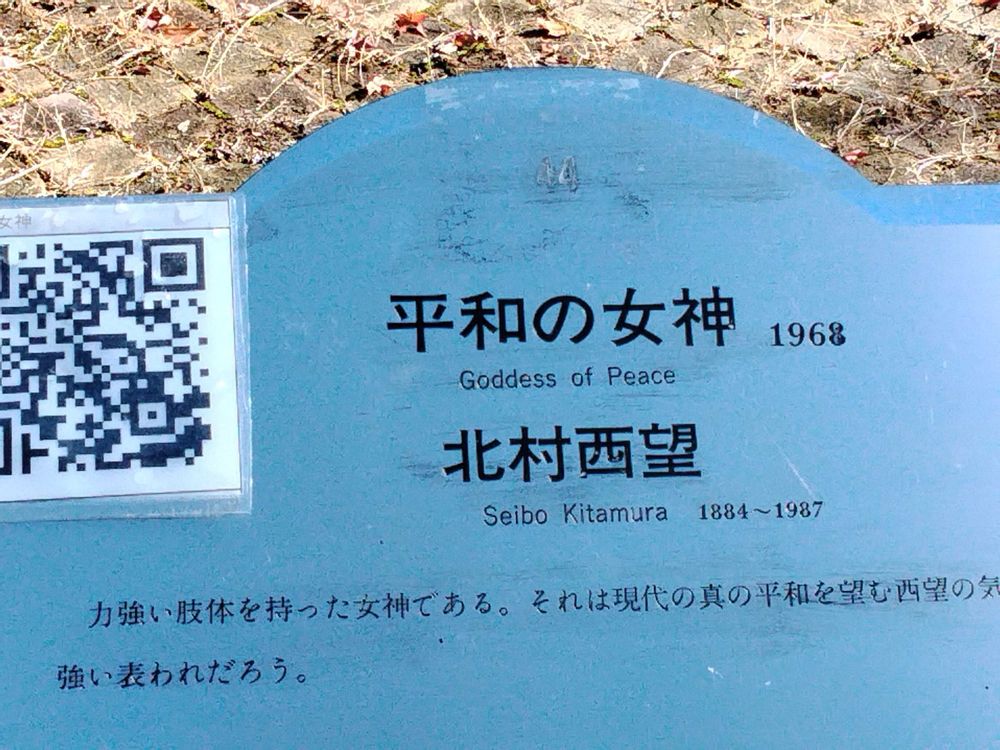 女神
44
平和の女神 1968
Goddess of Peace
北村西望
Seibo Kitamura 1884～1987
力強い肢体を持った女神である。それは現代の真の平和を望む西望の気
強い表われだろう。